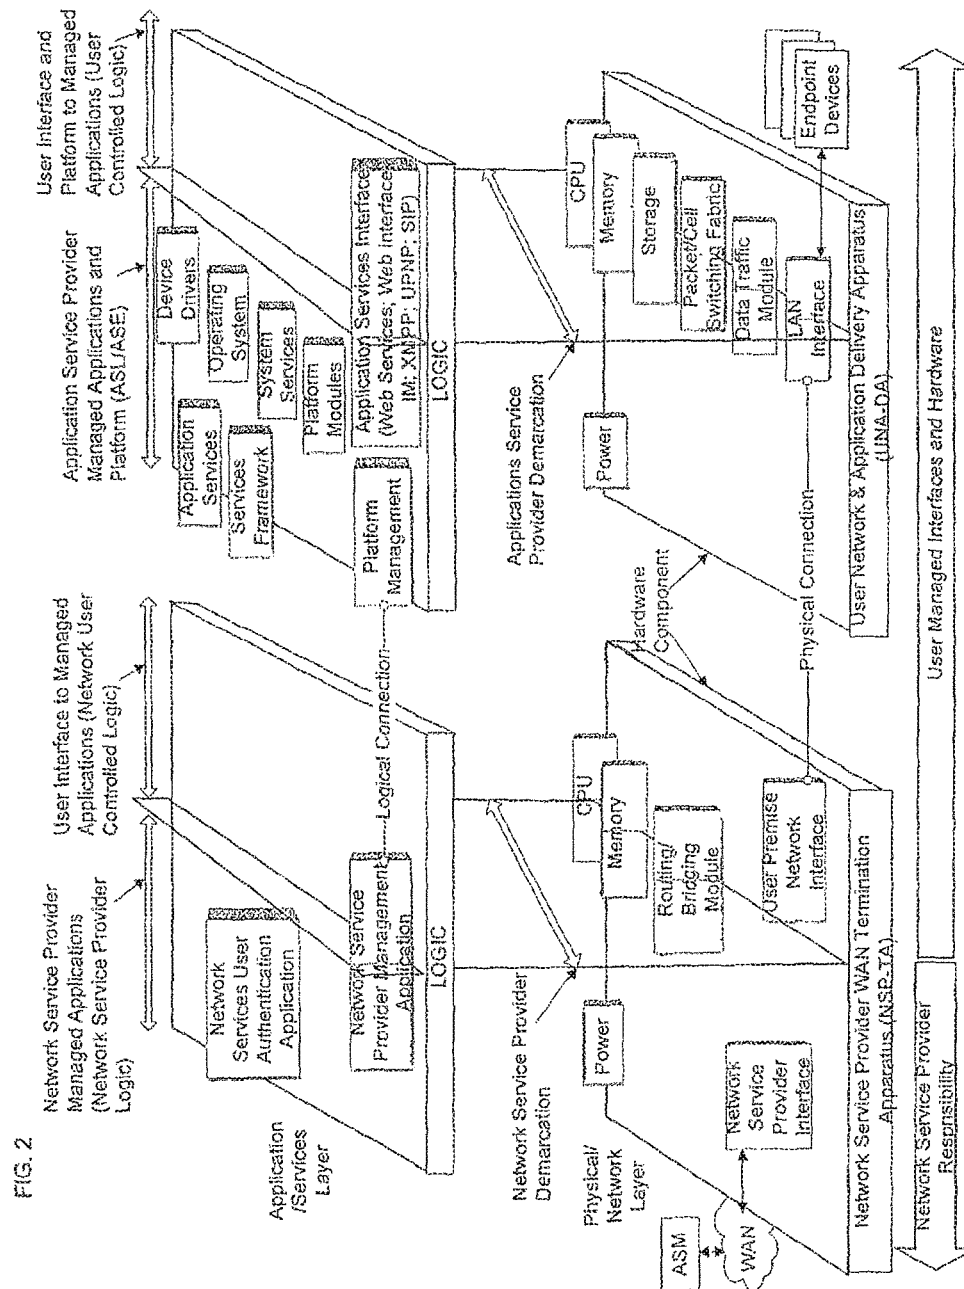 FIG. 2
Network Service Provider
Managed Applications
(Network Service Provider
Logic)
User Interface to Managed
Applications (Network User
Controlled Logic)
Application Service Provider
Managed Applications and
Platform (ASL/ASE)
User Interface and
Platform to Managed
Applications (User
Controlled Logic)
Application
/Services
Layer
Network
Services User
Authentication
Application
Network Service
Provider Management
Application
LOGIC
Logical Connection
Application
Services
Services
Framework
Platform
Management
Device
Drivers
Operating
System
System
Services
Platform
Modules
Application Services Interface
(Web Services; Web Interface
IM; XMPP; UPNP; SIP)
LOGIC
Network Service Provider
Demarcation
Applications Service
Provider Demarcation
Physical/
Network
Layer
ASM
WAN
Network
Service
Provider
Interface
Power
CPU
Memory
Routing/
Bridging
Module
User Premise
Network
Interface
Hardware
Component
Physical Connection
Power
CPU
Memory
Storage
Packet/Cell
Switching Fabric
Data Traffic
Module
LAN
Interface
Endpoint
Devices
Network Service Provider WAN Termination
Apparatus (NSP-TA)
User Network & Application Delivery Apparatus
(UNA-DA)
Network Service Provider
Respnsibility
User Managed Interfaces and Hardware